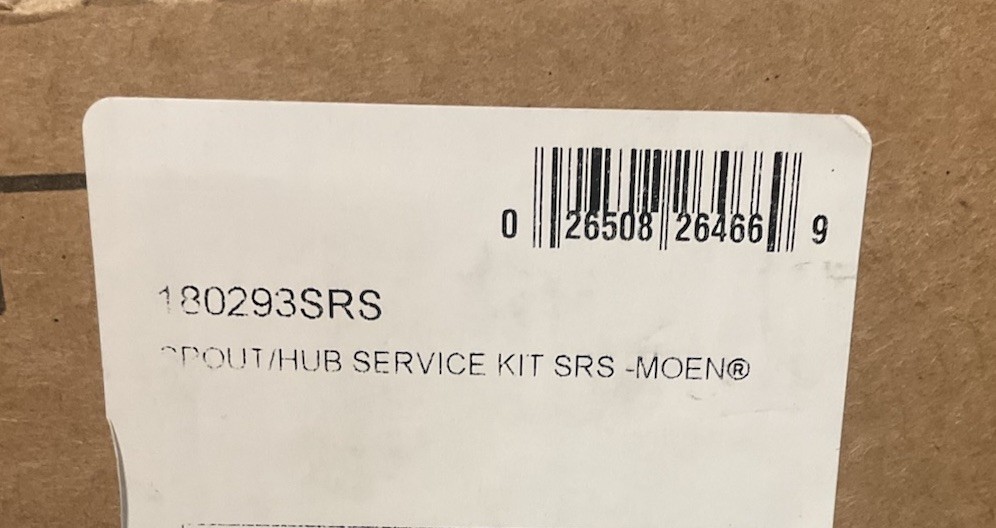 0 26508 26466 9
180293SRS
SPOUT/HUB SERVICE KIT SRS -MOEN®